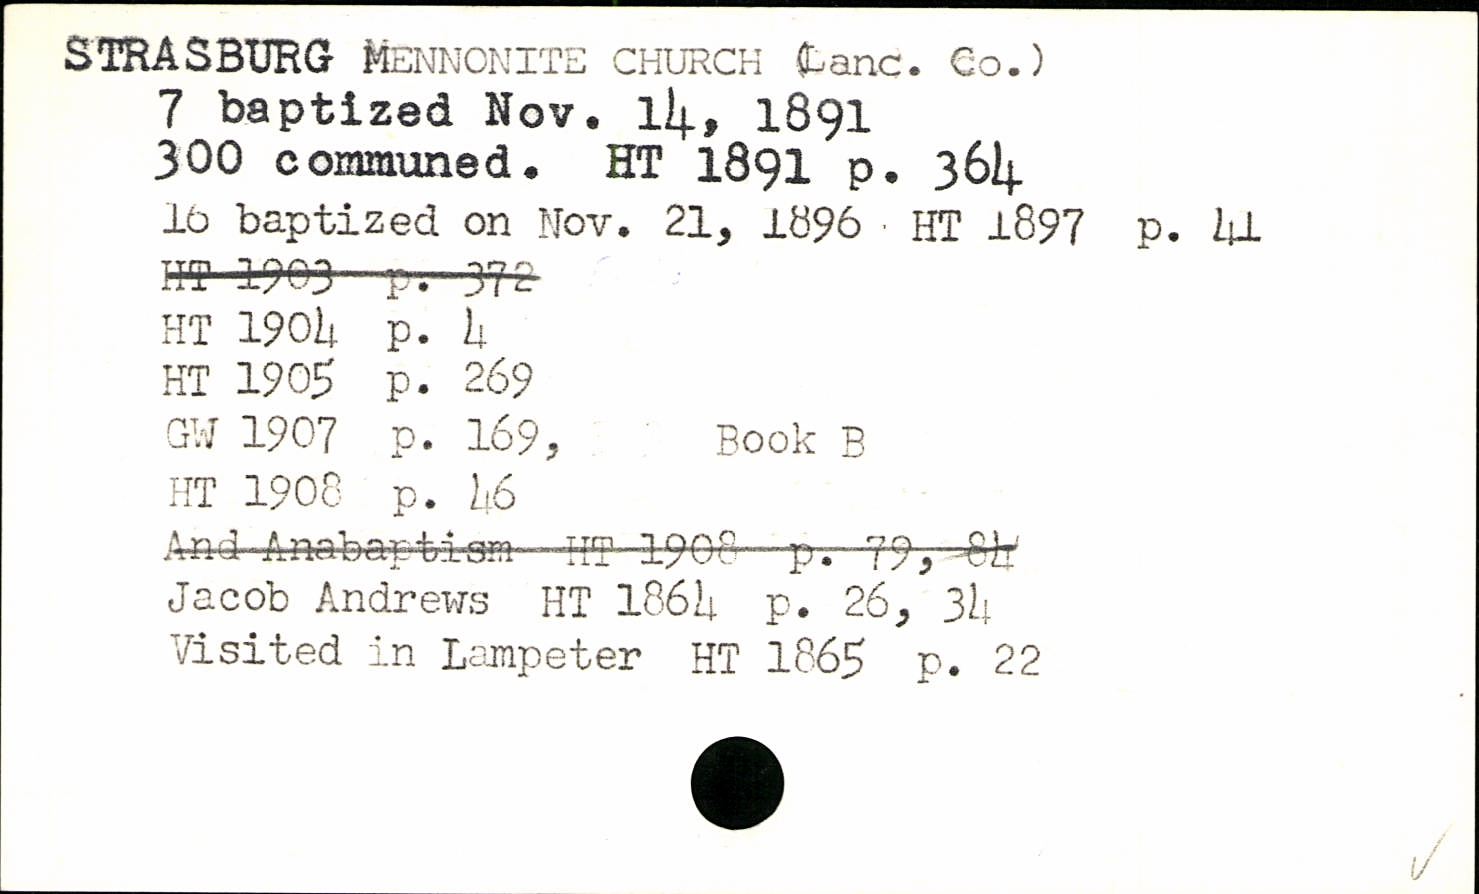 STRASBURG MENNONITE CHURCH (Lanc. Co.)
7 baptized Nov. 14, 1891
300 communed. HT 1891 p. 364
16 baptized on Nov. 21, 1896 HT 1897 p. 41
HT 1903 p. 372
HT 1904 p. 4
HT 1905 p. 269
GW 1907 p. 169, Book B
HT 1908 p. 46
And Anabaptism HT 1908 p. 79, 84
Jacob Andrews HT 1864 p. 26, 34
Visited in Lampeter HT 1865 p. 22